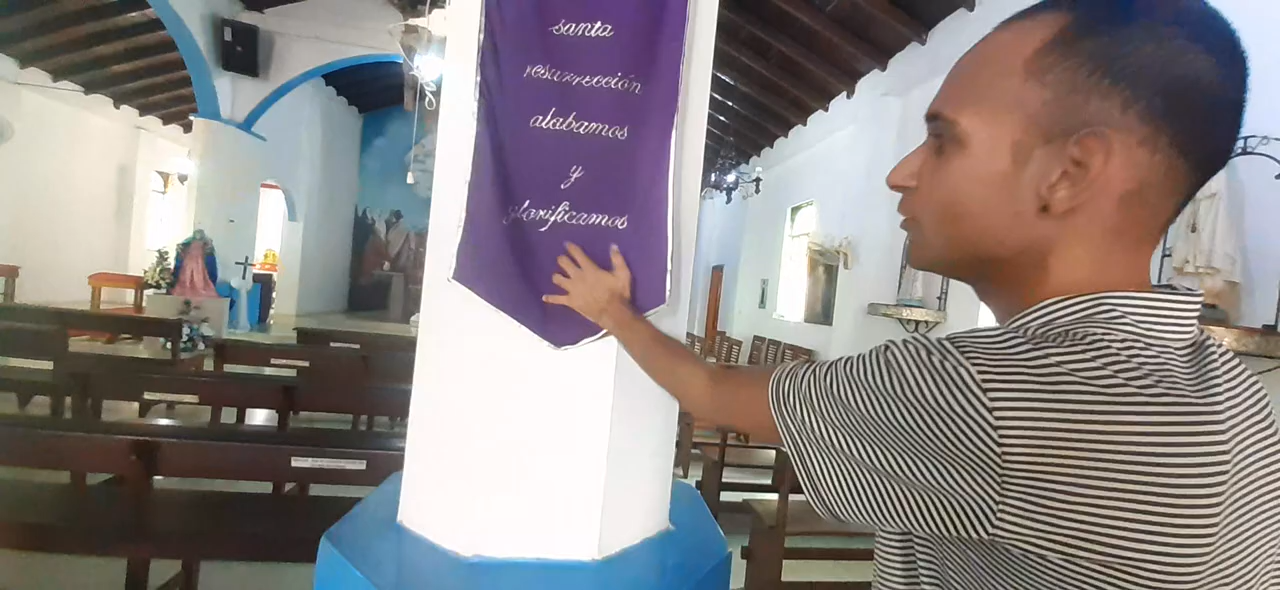 santa
resurrección
alabamos
y
glorificamos